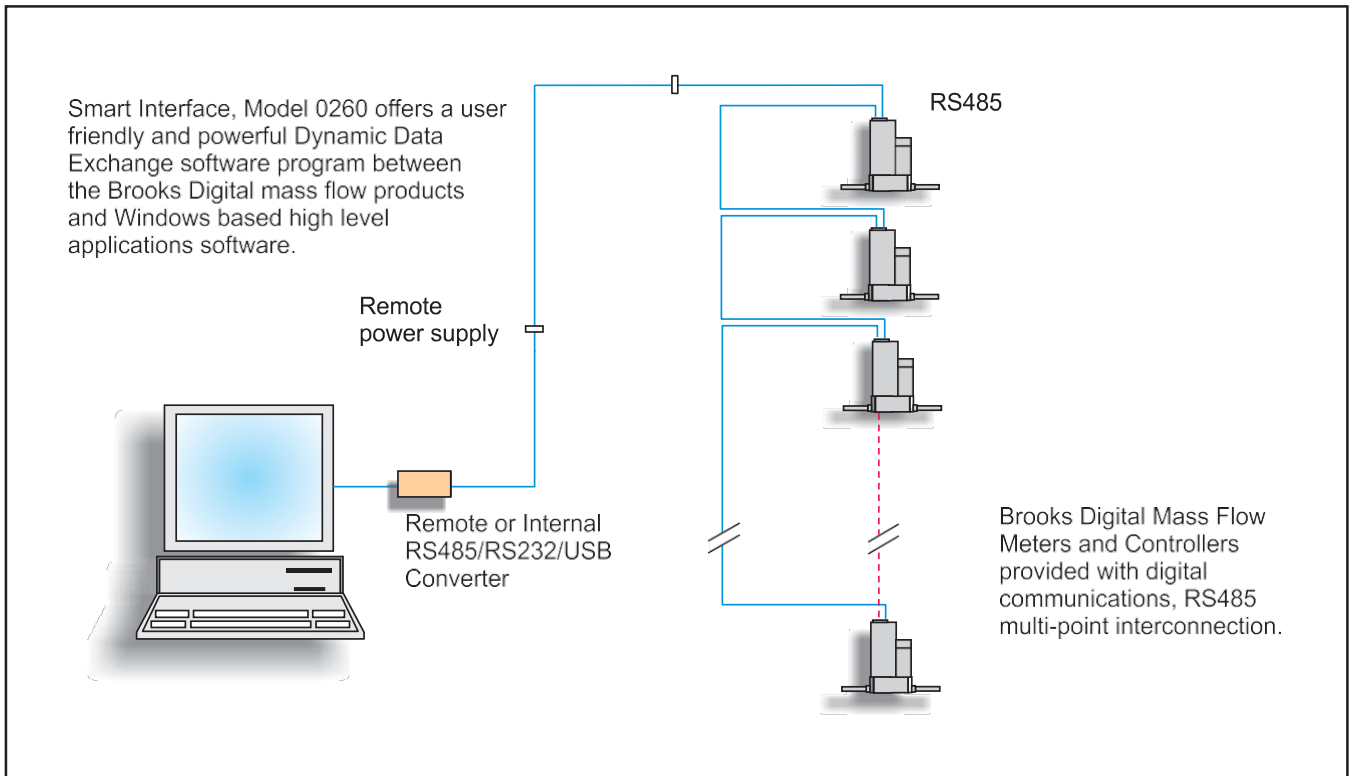 Smart Interface, Model 0260 offers a user
friendly and powerful Dynamic Data
Exchange software program between
the Brooks Digital mass flow products
and Windows based high level
applications software.
RS485
Remote
power supply
Remote or Internal
RS485/RS232/USB
Converter
Brooks Digital Mass Flow
Meters and Controllers
provided with digital
communications, RS485
multi-point interconnection.